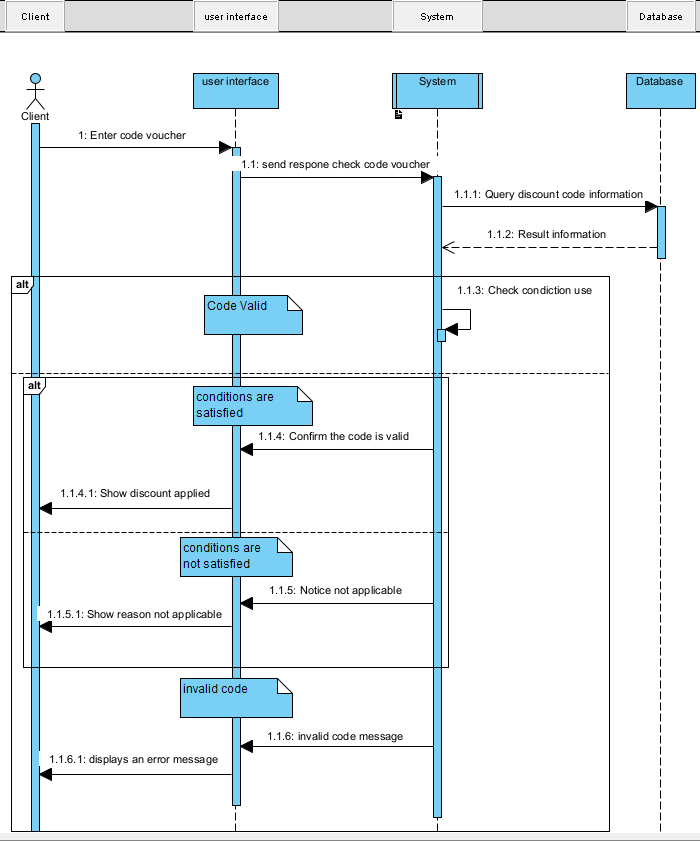 Client
user interface
System
Database
user interface
System
Database
Client
1: Enter code voucher
1.1: send respone check code voucher
1.1.1: Query discount code information
1.1.2: Result information
alt
1.1.3: Check condiction use
Code Valid
alt
conditions are
satisfied
1.1.4: Confirm the code is valid
1.1.4.1: Show discount applied
conditions are
not satisfied
1.1.5: Notice not applicable
1.1.5.1: Show reason not applicable
invalid code
1.1.6: invalid code message
1.1.6.1: displays an error message